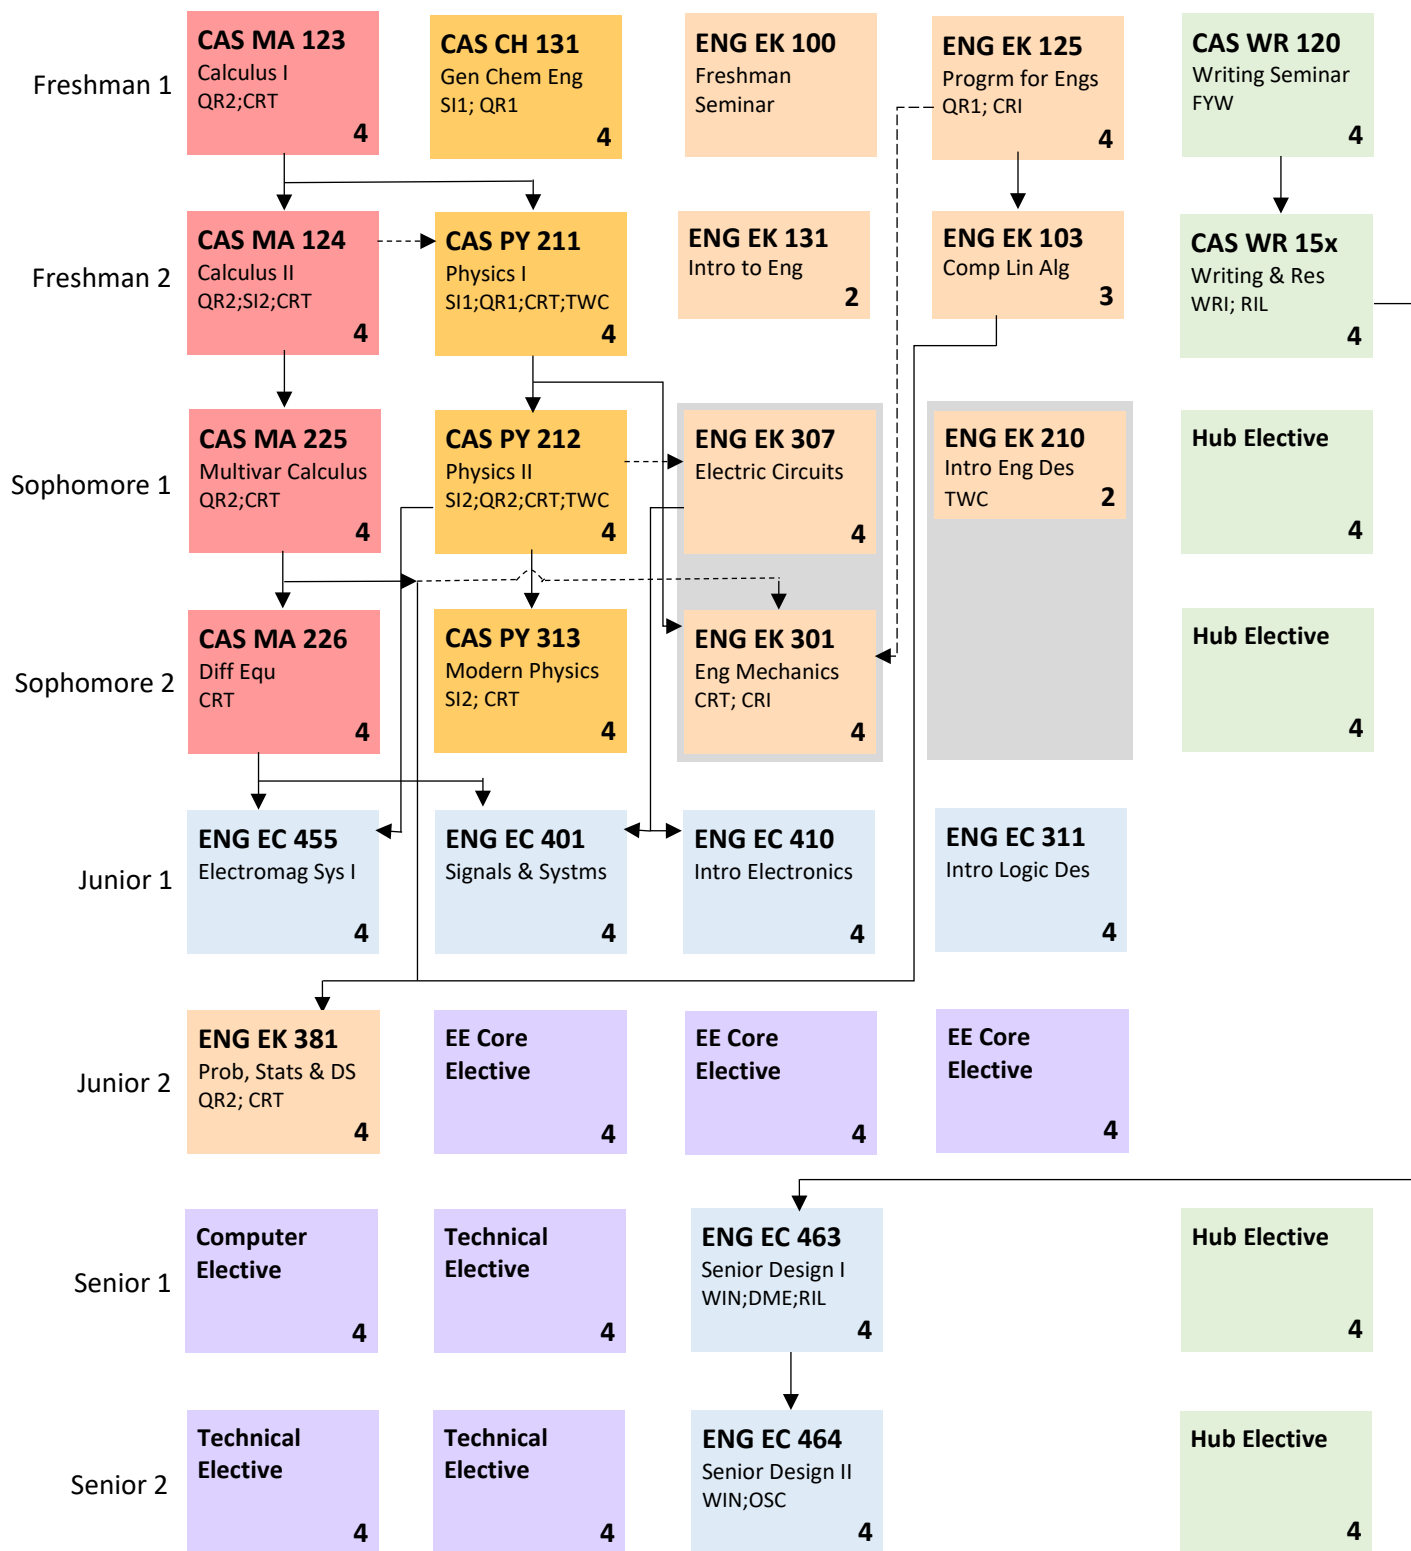 Freshman 1
CAS MA 123
Calculus I
QR2;CRT
4
CAS CH 131
Gen Chem Eng
SI1; QR1
4
ENG EK 100
Freshman
Seminar
ENG EK 125
Progrm for Engs
QR1; CRI
4
CAS WR 120
Writing Seminar
FYW
4
Freshman 2
CAS MA 124
Calculus II
QR2;SI2;CRT
4
CAS PY 211
Physics I
SI1;QR1;CRT;TWC
4
ENG EK 131
Intro to Eng
2
ENG EK 103
Comp Lin Alg
3
CAS WR 15x
Writing & Res
WRI; RIL
4
Sophomore 1
CAS MA 225
Multivar Calculus
QR2;CRT
4
CAS PY 212
Physics II
SI2;QR2;CRT;TWC
4
ENG EK 307
Electric Circuits
4
ENG EK 210
Intro Eng Des
TWC
2
Hub Elective
4
Sophomore 2
CAS MA 226
Diff Equ
CRT
4
CAS PY 313
Modern Physics
SI2; CRT
4
ENG EK 301
Eng Mechanics
CRT; CRI
4
Hub Elective
4
Junior 1
ENG EC 455
Electromag Sys I
4
ENG EC 401
Signals & Systms
4
ENG EC 410
Intro Electronics
4
ENG EC 311
Intro Logic Des
4
Junior 2
ENG EK 381
Prob, Stats & DS
QR2; CRT
4
EE Core
Elective
4
EE Core
Elective
4
EE Core
Elective
4
Senior 1
Computer
Elective
4
Technical
Elective
4
ENG EC 463
Senior Design I
WIN;DME;RIL
4
Hub Elective
4
Senior 2
Technical
Elective
4
Technical
Elective
4
ENG EC 464
Senior Design II
WIN;OSC
4
Hub Elective
4